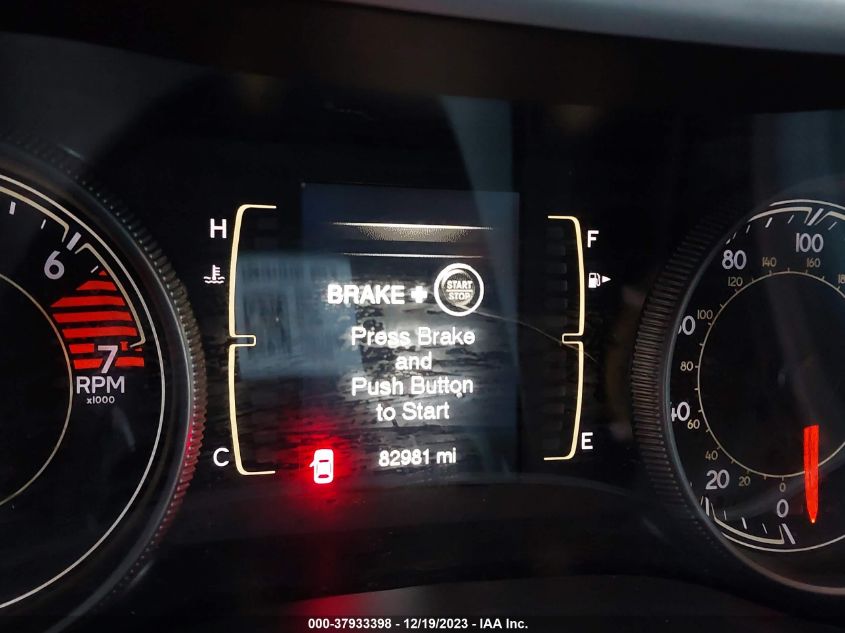 H
F
6
7
RPM
x1000
BRAKE + START STOP
Press Brake
and
Push Button
to Start
C
E
82981 mi
100
80
160
140
120
100
80
60
40
40
20
20
0
0
000-37933398 - 12/19/2023 - IAA Inc.